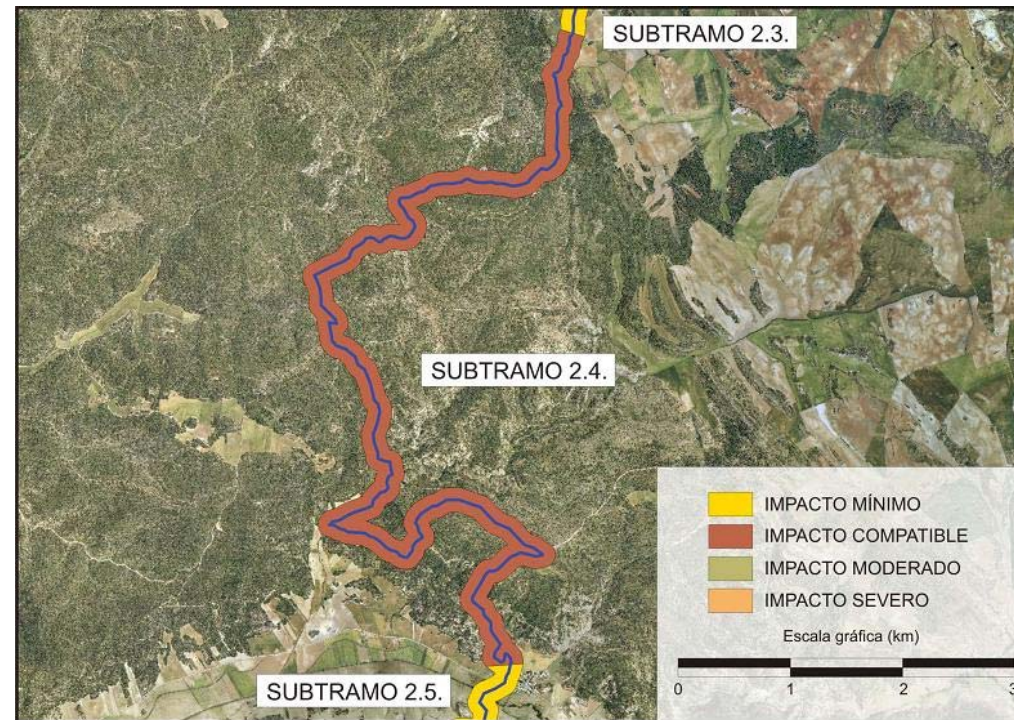 SUBTRAMO 2.3.
SUBTRAMO 2.4.
IMPACTO MÍNIMO
IMPACTO COMPATIBLE
IMPACTO MODERADO
IMPACTO SEVERO
Escala gráfica (km)
0 1 2 3
SUBTRAMO 2.5.